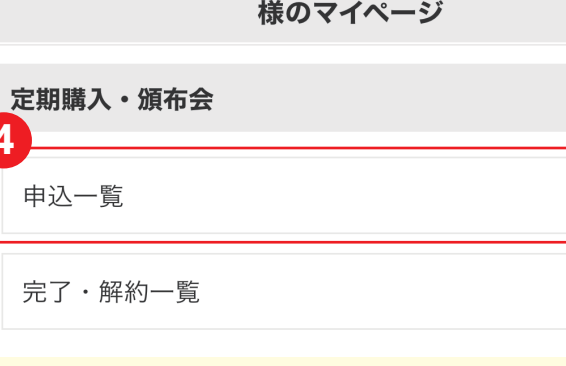 様のマイページ
定期購入・頒布会
4
申込一覧
完了・解約一覧